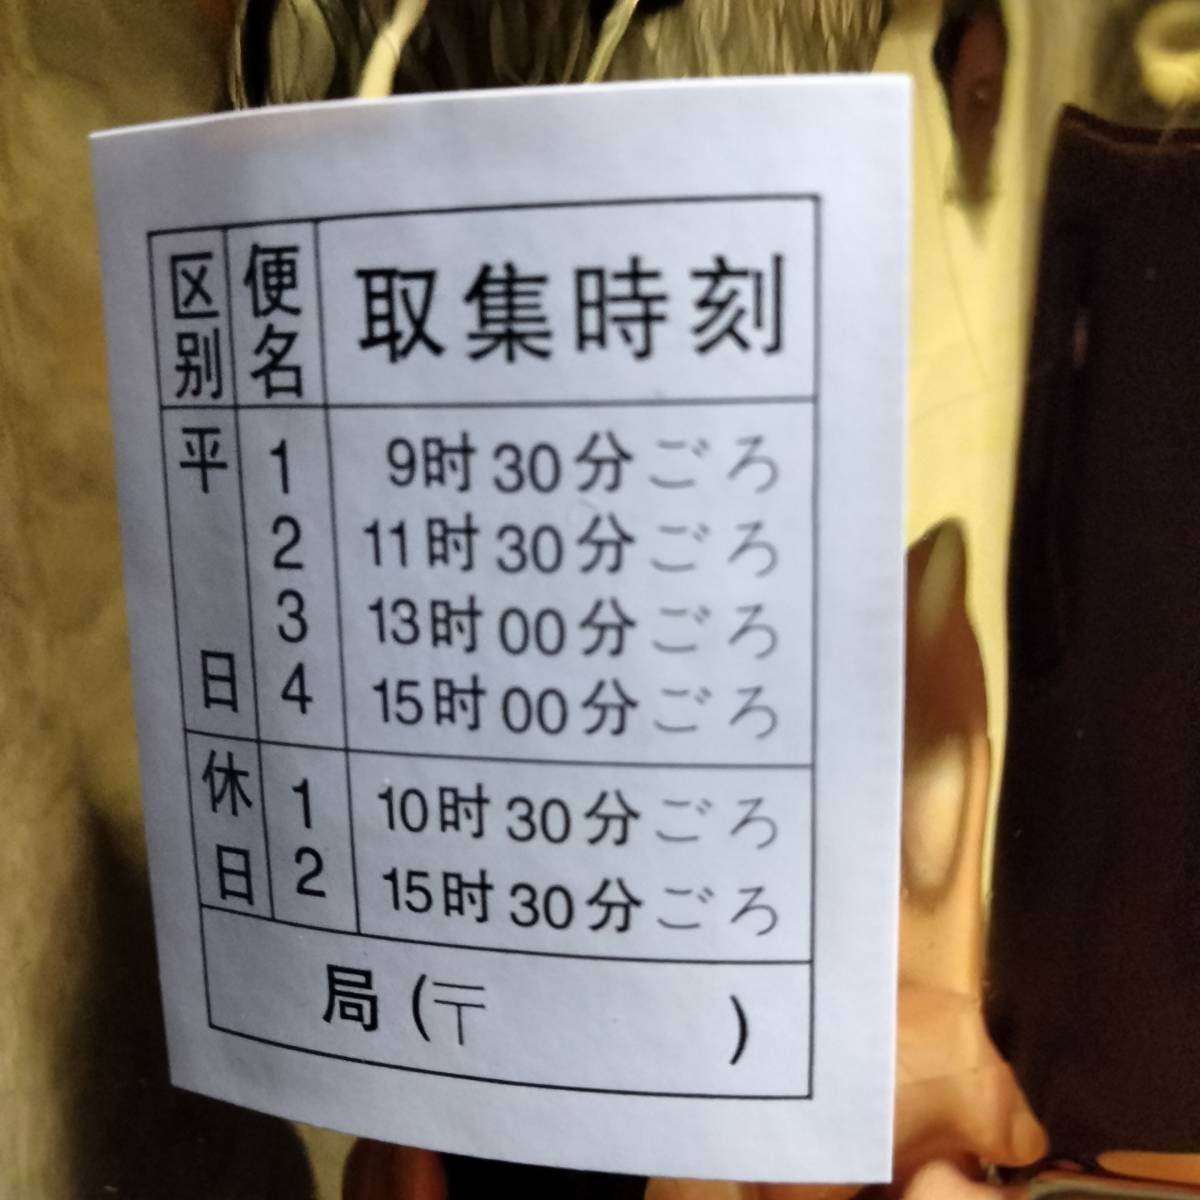 区別 便名 取集時刻
平日 1 9时30分ごろ
2 11时30分ごろ
3 13时00分ごろ
4 15时00分ごろ
休日 1 10时30分ごろ
2 15时30分ごろ
局(〒 )